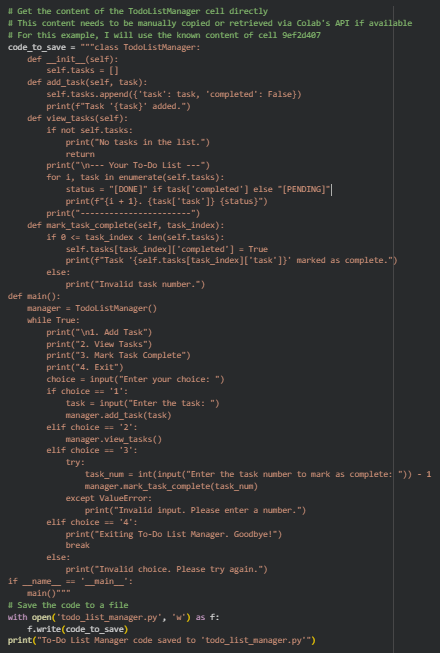 # Get the content of the TodoListManager cell directly
# This content needs to be manually copied or retrieved via Colab's API if available
# For this example, I will use the known content of cell 9ef2d407
code_to_save = """class TodoListManager:
    def __init__(self):
        self.tasks = []
    def add_task(self, task):
        self.tasks.append({'task': task, 'completed': False})
        print(f"Task '{task}' added.")
    def view_tasks(self):
        if not self.tasks:
            print("No tasks in the list.")
            return
        print("\n--- Your To-Do List ---")
        for i, task in enumerate(self.tasks):
            status = "[DONE]" if task['completed'] else "[PENDING]"
            print(f"{i + 1}. {task['task']} {status}")
        print("-----------------------")
    def mark_task_complete(self, task_index):
        if 0 <= task_index < len(self.tasks):
            self.tasks[task_index]['completed'] = True
            print(f"Task '{self.tasks[task_index]['task']}' marked as complete.")
        else:
            print("Invalid task number.")
def main():
    manager = TodoListManager()
    while True:
        print("\n1. Add Task")
        print("2. View Tasks")
        print("3. Mark Task Complete")
        print("4. Exit")
        choice = input("Enter your choice: ")
        if choice == '1':
            task = input("Enter the task: ")
            manager.add_task(task)
        elif choice == '2':
            manager.view_tasks()
        elif choice == '3':
            try:
                task_num = int(input("Enter the task number to mark as complete: ")) - 1
                manager.mark_task_complete(task_num)
            except ValueError:
                print("Invalid input. Please enter a number.")
        elif choice == '4':
            print("Exiting To-Do List Manager. Goodbye!")
            break
        else:
            print("Invalid choice. Please try again.")
if __name__ == '__main__':
    main()"""
# Save the code to a file
with open('todo_list_manager.py', 'w') as f:
    f.write(code_to_save)
print("To-Do List Manager code saved to 'todo_list_manager.py'")